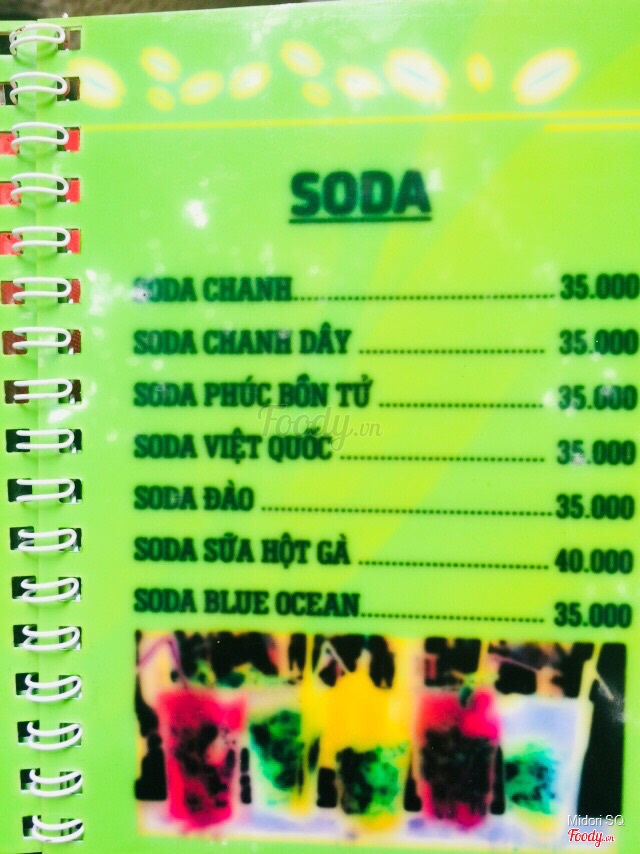 SODA
SODA CHANH 35.000
SODA CHANH DÂY 35.000
SODA PHÚC BỒN TỬ 35.000
Foody.vn
SODA VIỆT QUỐC 35.000
SODA ĐÀO 35.000
SODA SỮA HỘT GÀ 40.000
SODA BLUE OCEAN 35.000
Midori SQ
Foody.vn